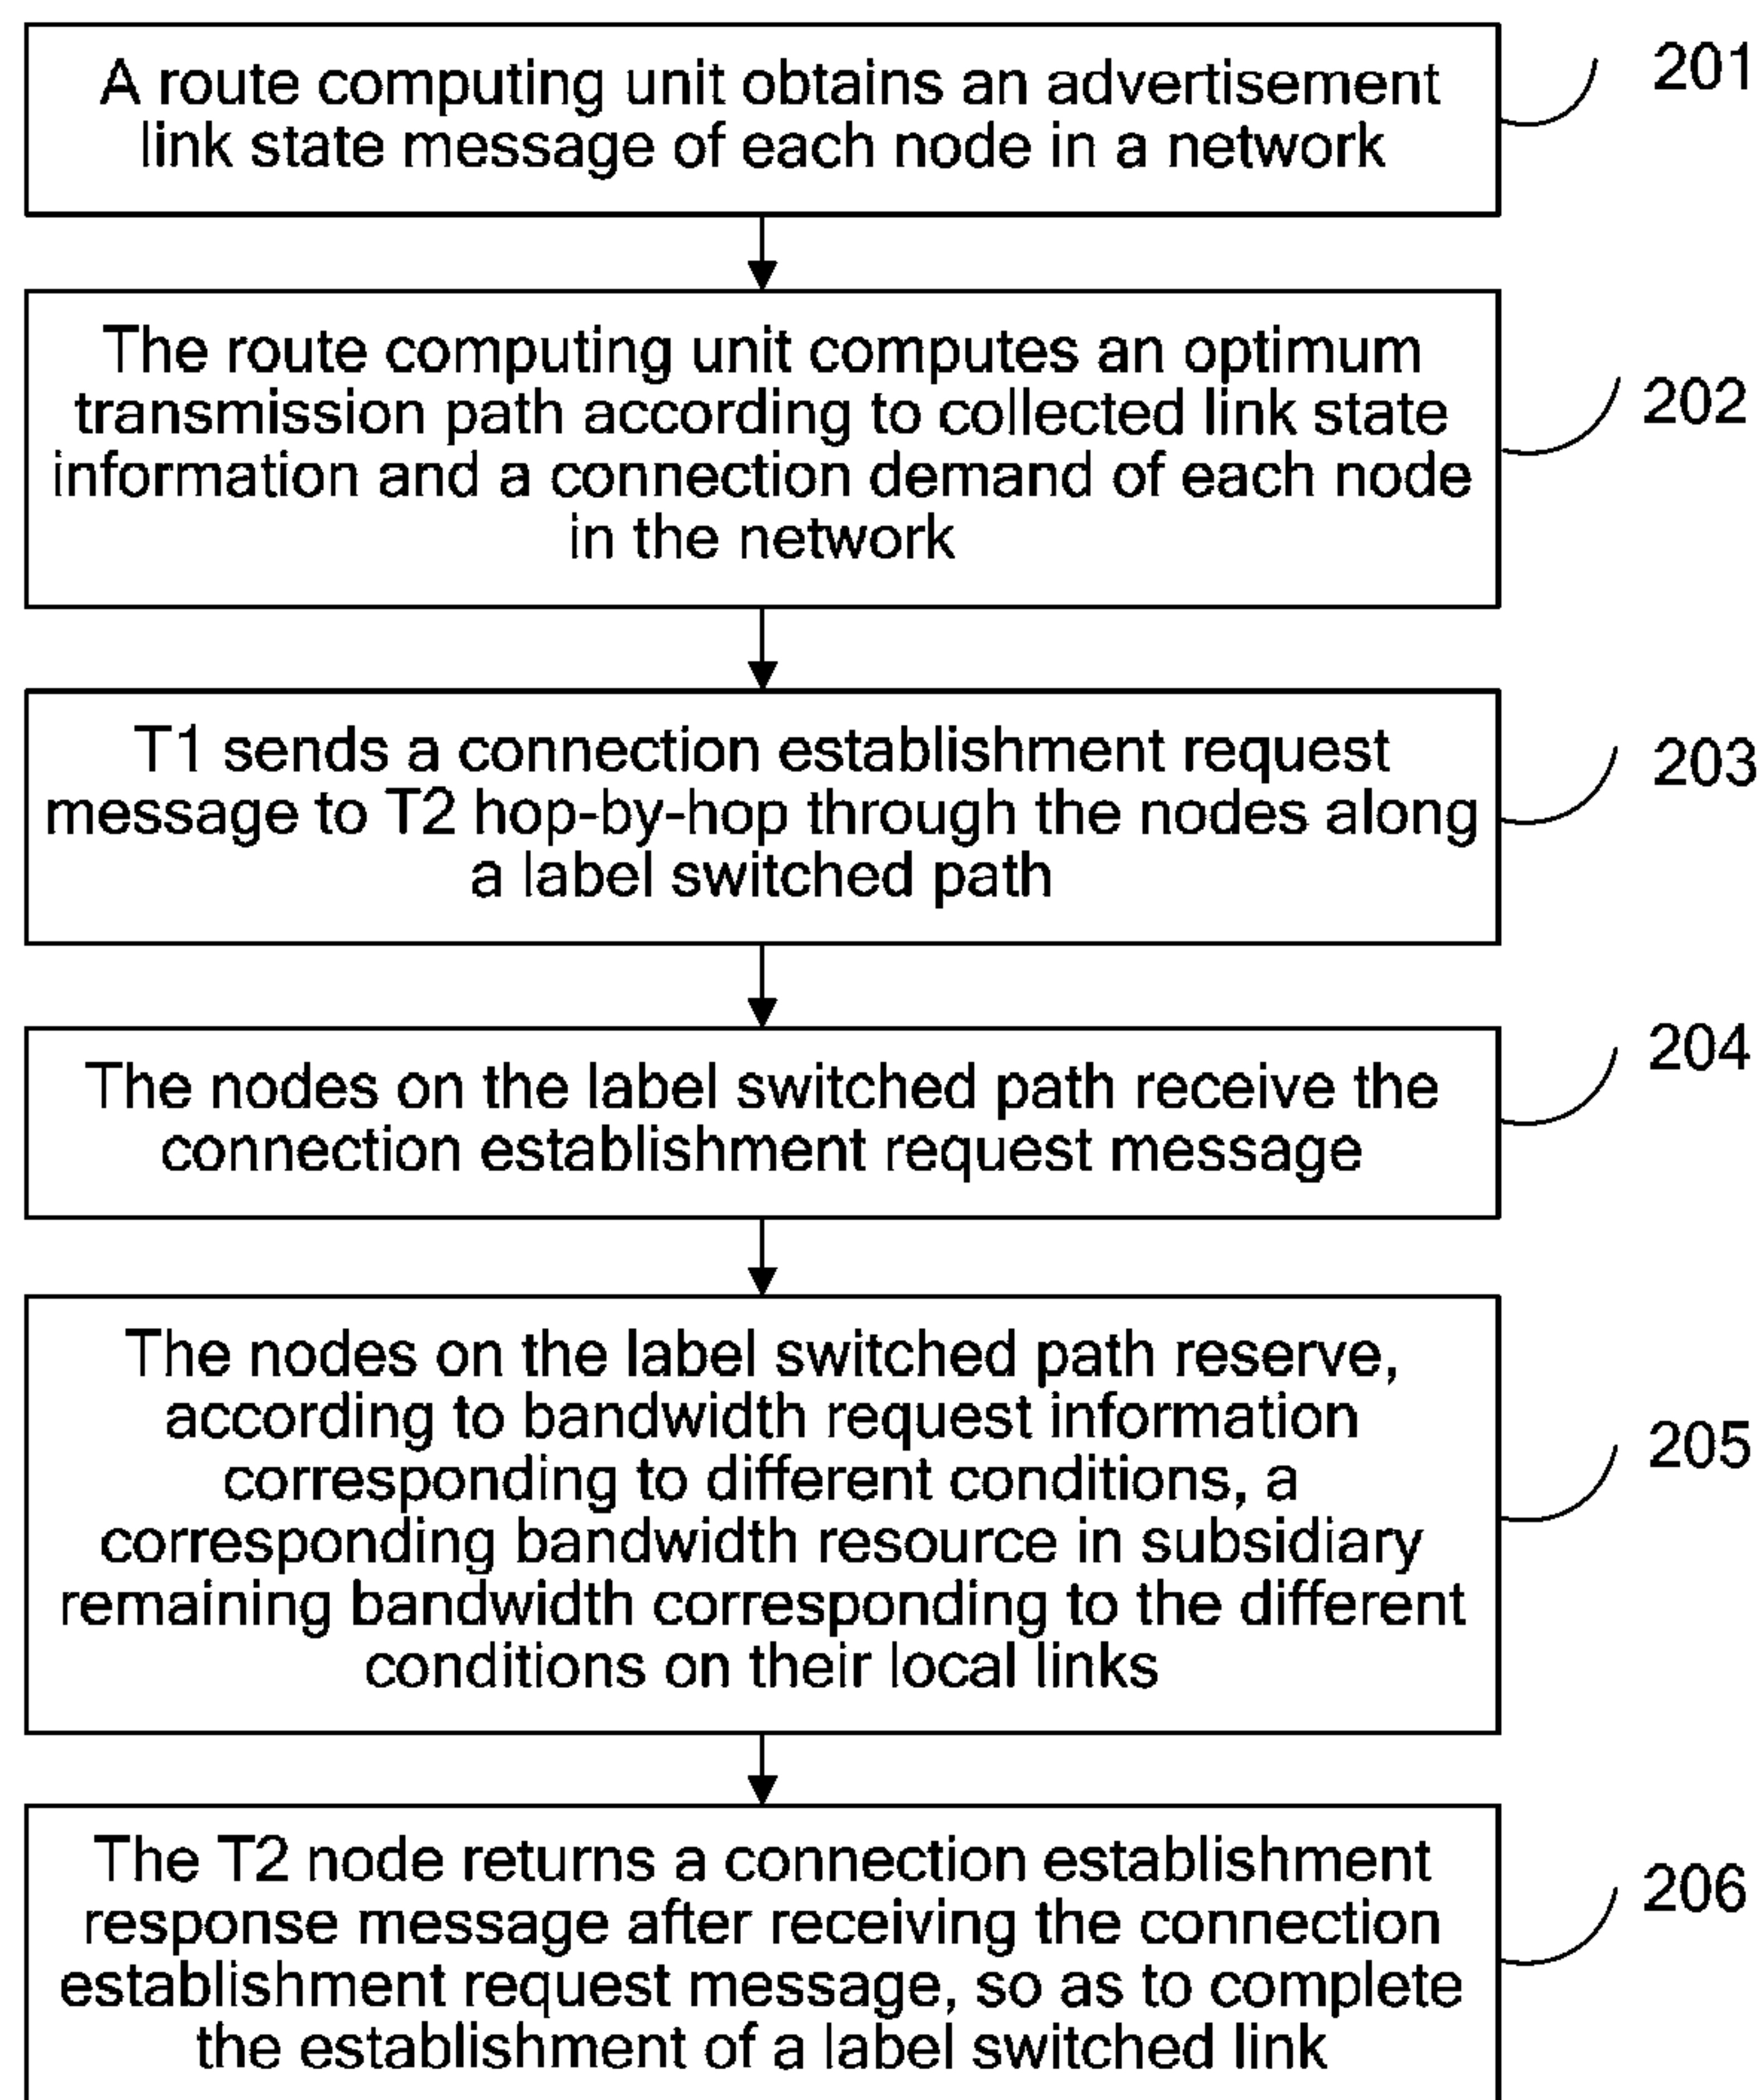 A route computing unit obtains an advertisement
link state message of each node in a network
201
The route computing unit computes an optimum
transmission path according to collected link state
information and a connection demand of each node
in the network
202
T1 sends a connection establishment request
message to T2 hop-by-hop through the nodes along
a label switched path
203
The nodes on the label switched path receive the
connection establishment request message
204
The nodes on the label switched path reserve,
according to bandwidth request information
corresponding to different conditions, a
corresponding bandwidth resource in subsidiary
remaining bandwidth corresponding to the different
conditions on their local links
205
The T2 node returns a connection establishment
response message after receiving the connection
establishment request message, so as to complete
the establishment of a label switched link
206